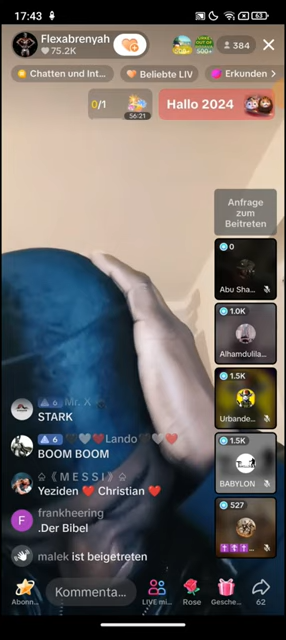 17:43
63
Flexabrenyah
75.2K
384
Chatten und Int...
Beliebte LIV
Erkunden
0/1
56:21
Hallo 2024
Anfrage
zum
Beitreten
0
Abu Sha...
1.0K
Alhamdulila...
1.5K
Urbande...
1.5K
BABYLON
527
6 Mr. X
STARK
6 Lando
BOOM BOOM
《 M E S S I 》
Yeziden ❤️ Christian ❤️
F
frankheering
.Der Bibel
malek ist beigetreten
Abonn...
Kommenta...
LIVE mi...
Rose
Gesche...
62